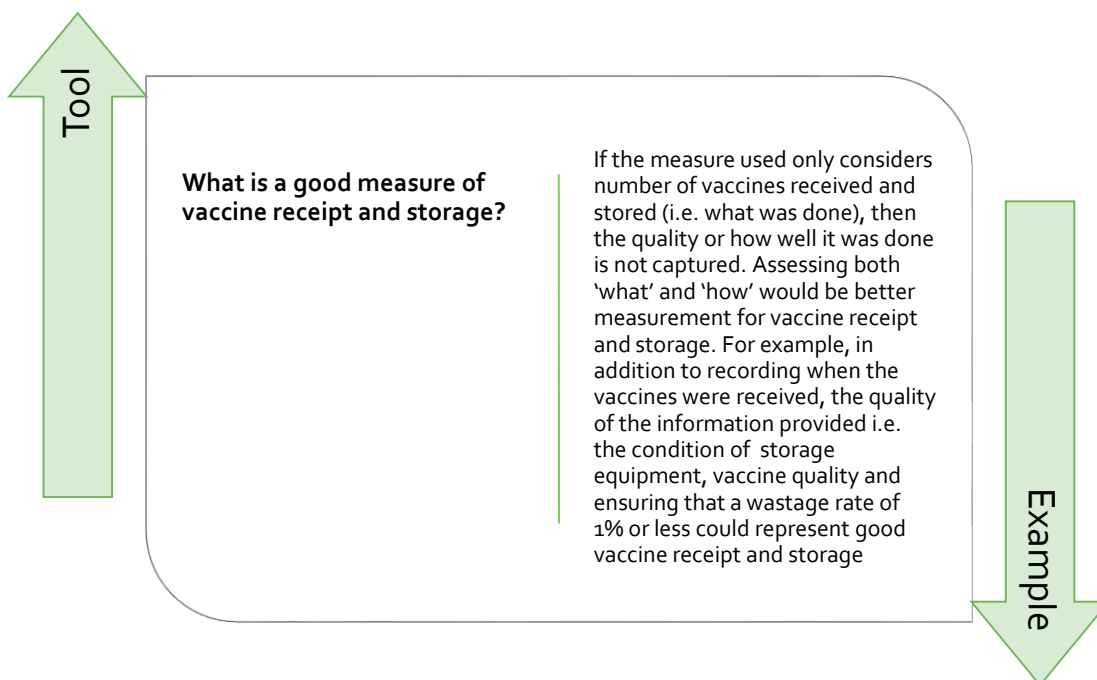 Tool
What is a good measure of
vaccine receipt and storage?
If the measure used only considers
number of vaccines received and
stored (i.e. what was done), then
the quality or how well it was done
is not captured. Assessing both
‘what’ and ‘how’ would be better
measurement for vaccine receipt
and storage. For example, in
addition to recording when the
vaccines were received, the quality
of the information provided i.e.
the condition of storage
equipment, vaccine quality and
ensuring that a wastage rate of
1% or less could represent good
vaccine receipt and storage
Example